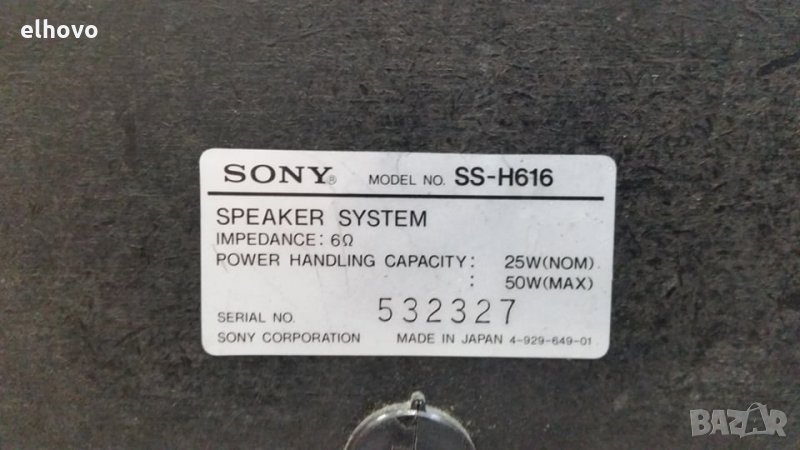 elhovo
SONY® MODEL NO. SS-H616
SPEAKER SYSTEM
IMPEDANCE: 6Ω
POWER HANDLING CAPACITY: 25W(NOM)
: 50W(MAX)
SERIAL NO. 532327
SONY CORPORATION MADE IN JAPAN 4-929-649-01
BAZAR